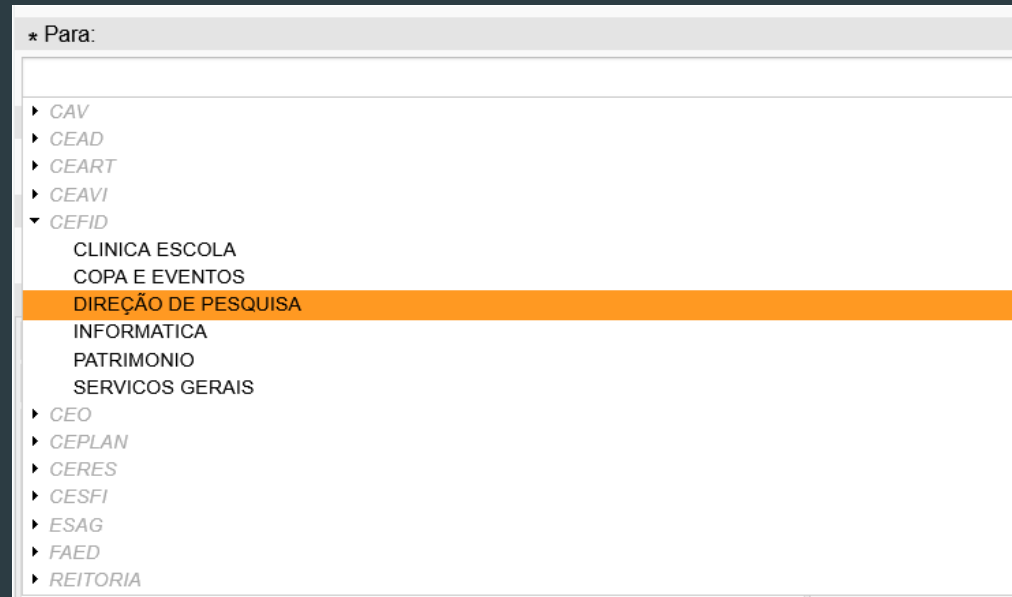 * Para:
CAV
CEAD
CEART
CEAVI
CEFID
CLINICA ESCOLA
COPA E EVENTOS
DIREÇÃO DE PESQUISA
INFORMATICA
PATRIMONIO
SERVICOS GERAIS
CEO
CEPLAN
CERES
CESFI
ESAG
FAED
REITORIA